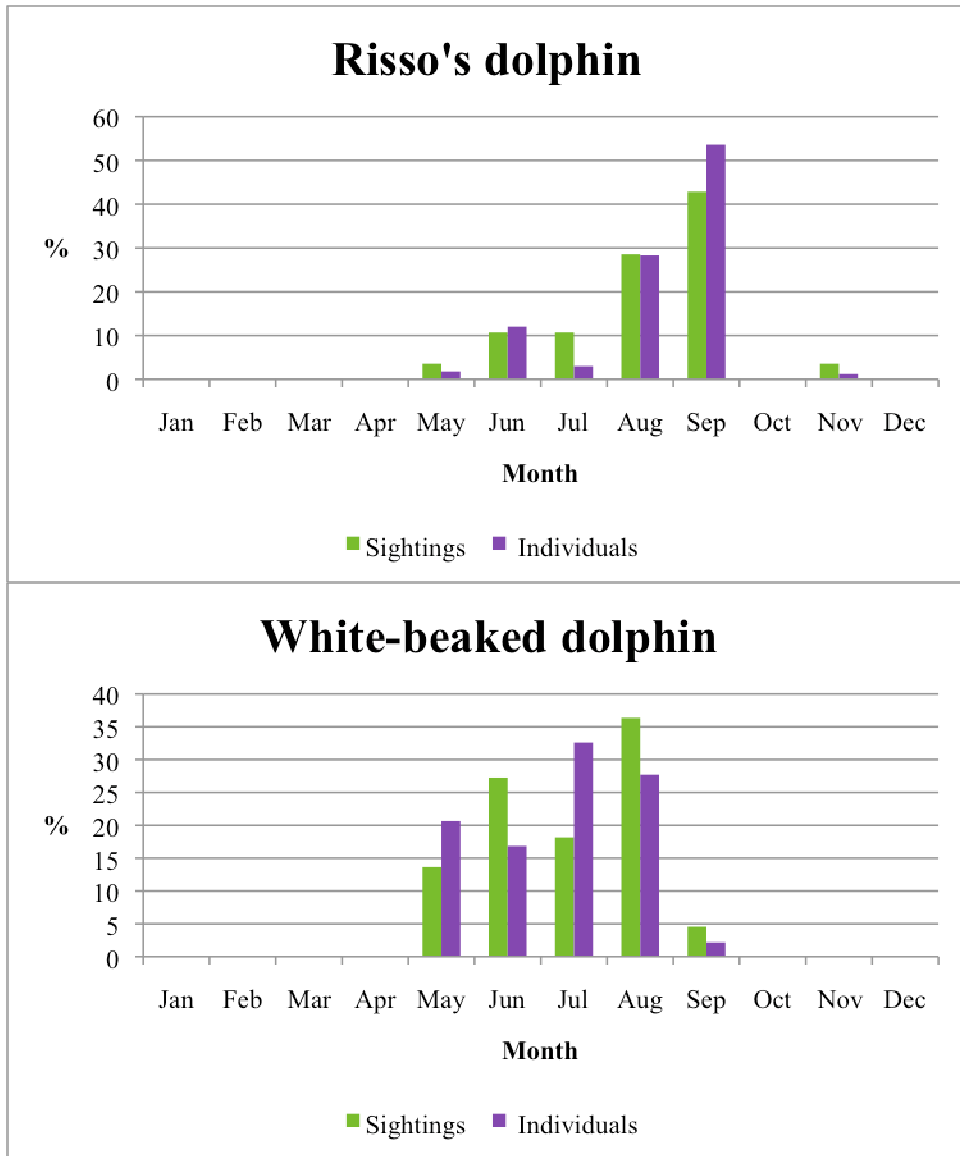 Risso's dolphin
60
50
40
%
30
20
10
0
Jan Feb Mar Apr May Jun Jul Aug Sep Oct Nov Dec
Month
Sightings Individuals
White-beaked dolphin
40
35
30
25
%
20
15
10
5
0
Jan Feb Mar Apr May Jun Jul Aug Sep Oct Nov Dec
Month
Sightings Individuals